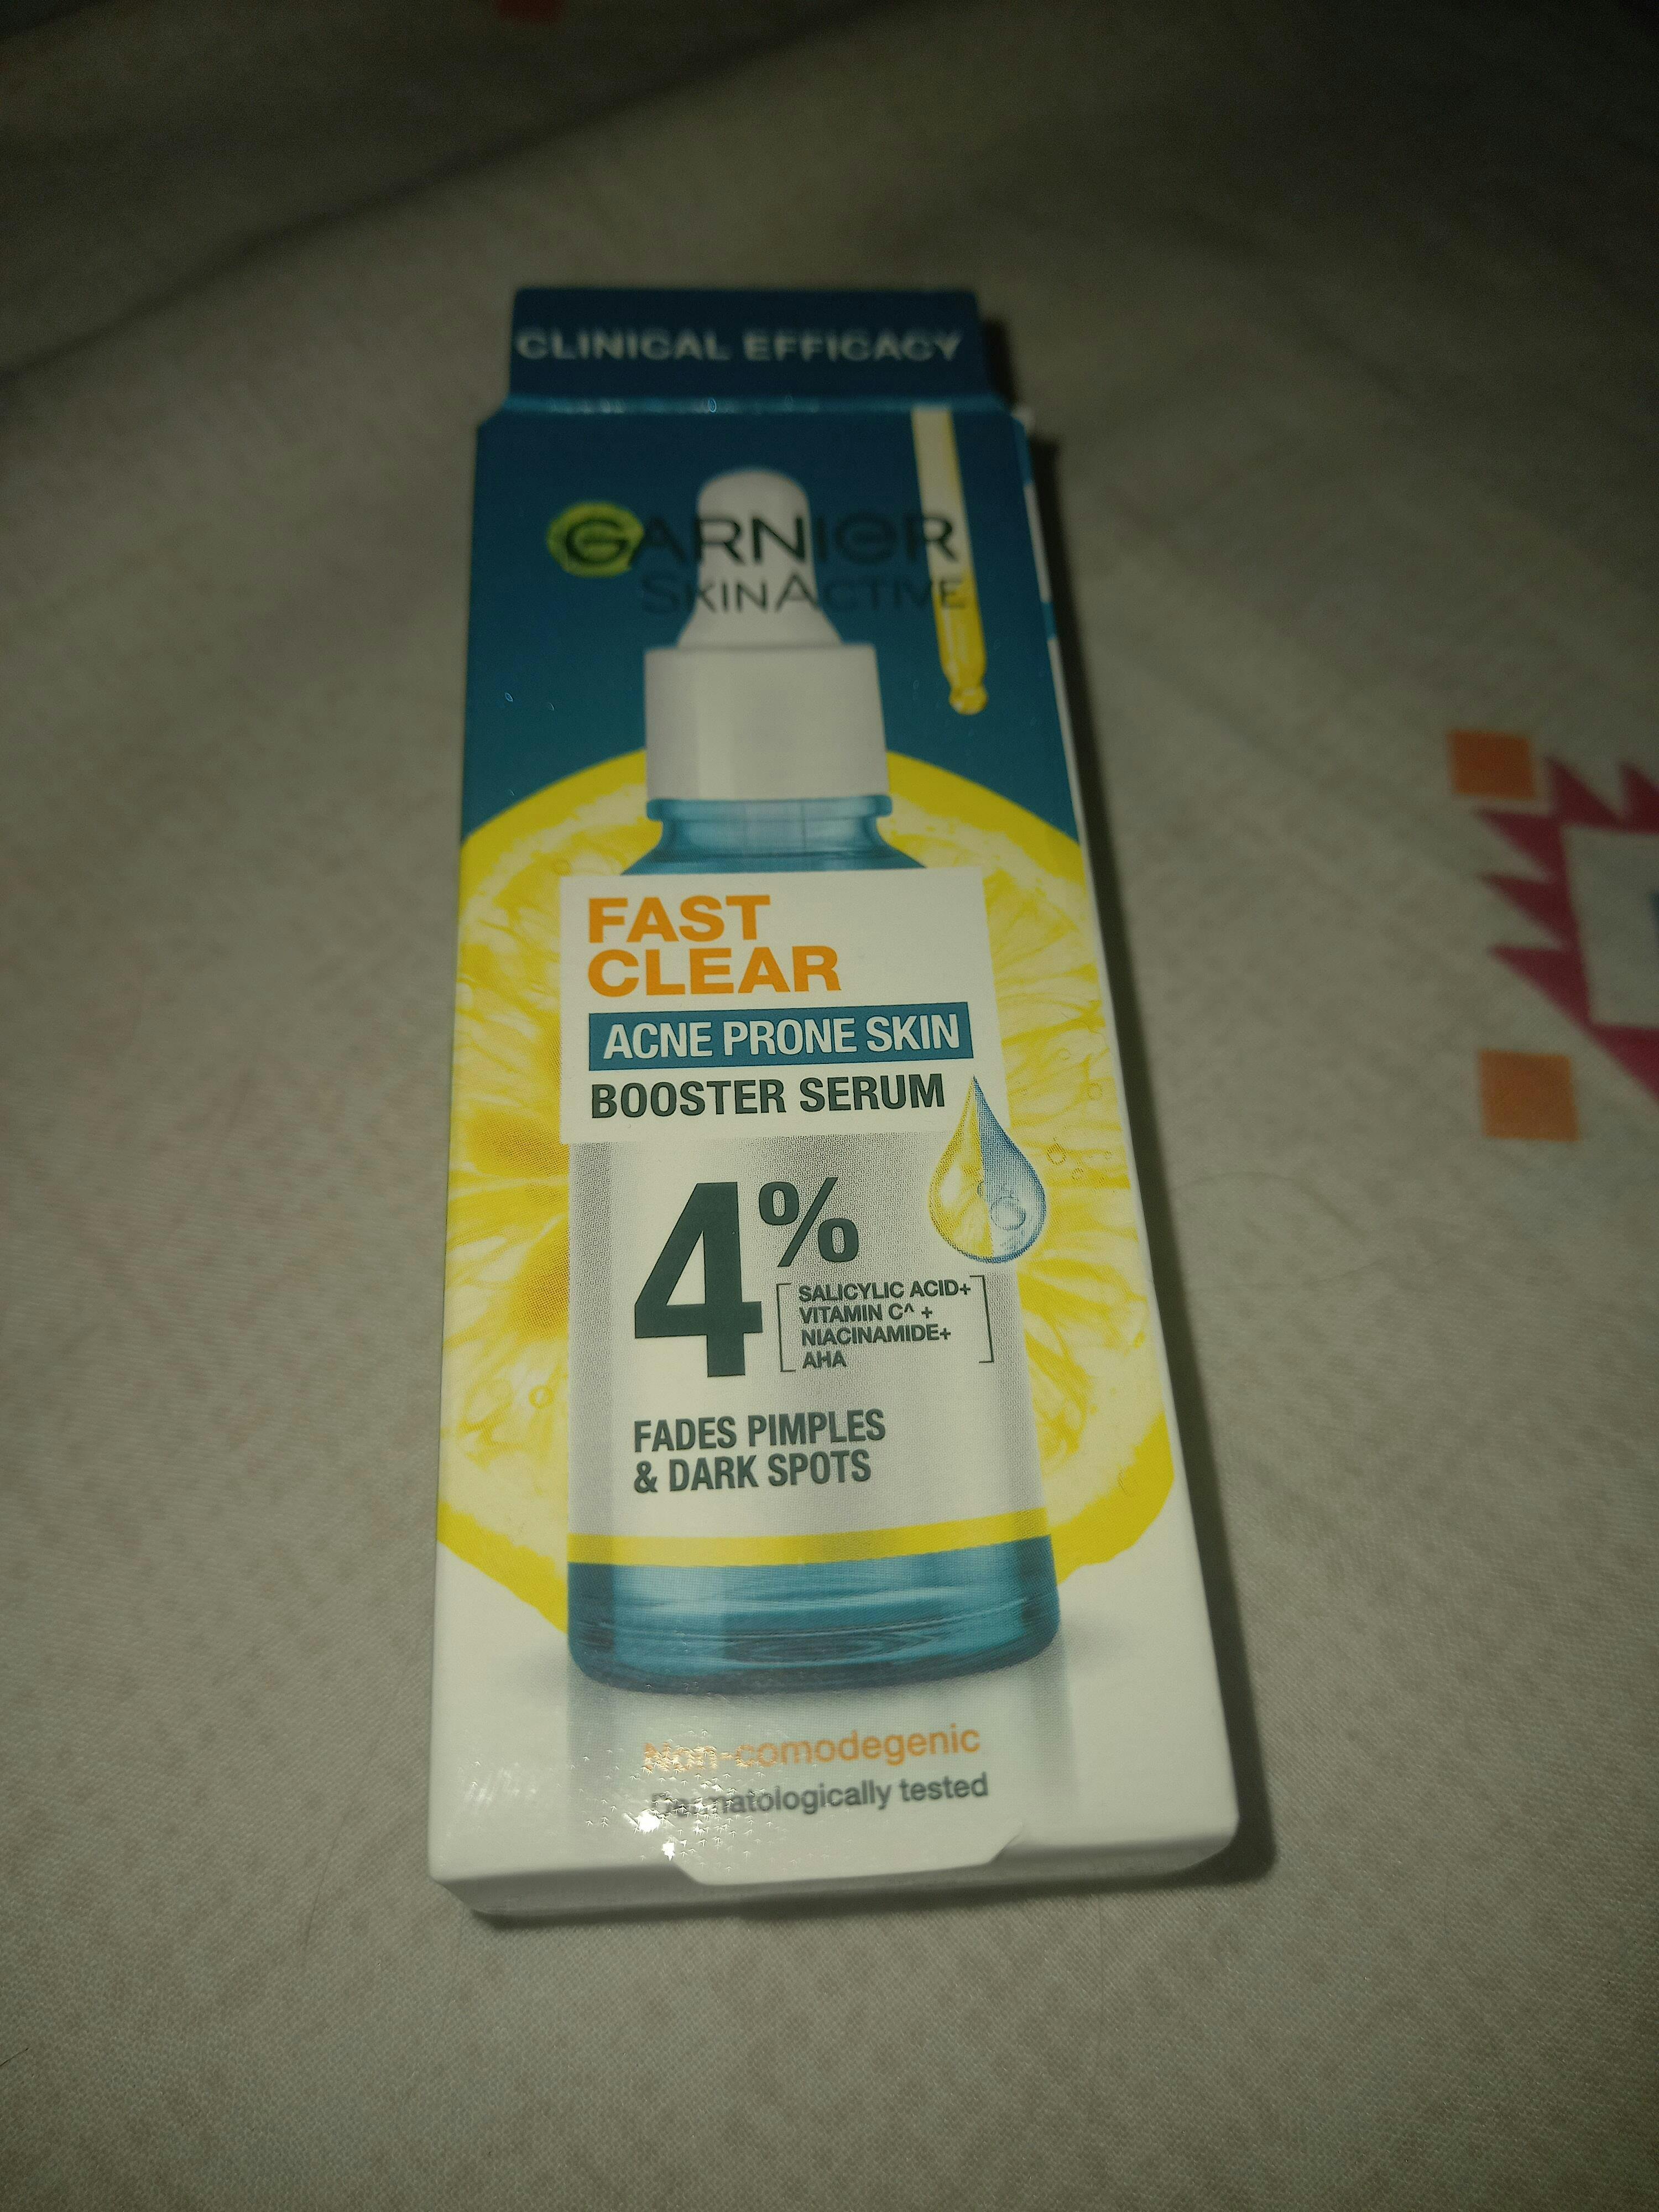 CLINICAL EFFICACY
GARNIER
SKINACTIVE
FAST
CLEAR
ACNE PRONE SKIN
BOOSTER SERUM
4%
SALICYLIC ACID+
VITAMIN C^ +
NIACINAMIDE+
AHA
FADES PIMPLES
& DARK SPOTS
Non-comodegenic
Dermatologically tested